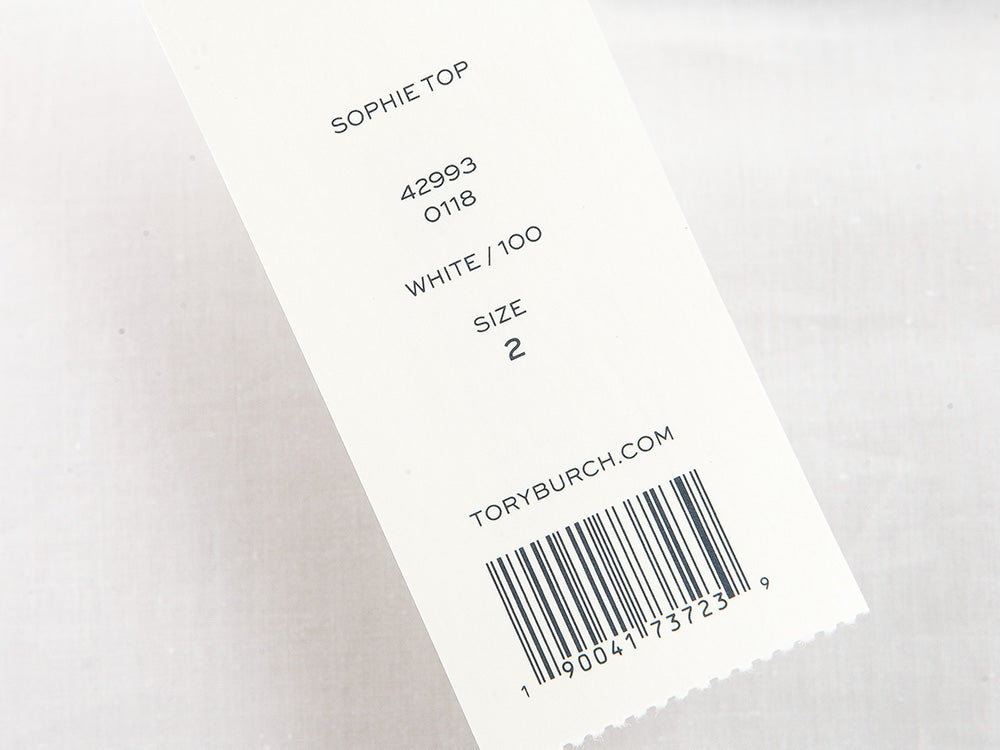 SOPHIE TOP
42993
0118
WHITE / 100
SIZE
2
TORYBURCH.COM
1 90041 73723 9